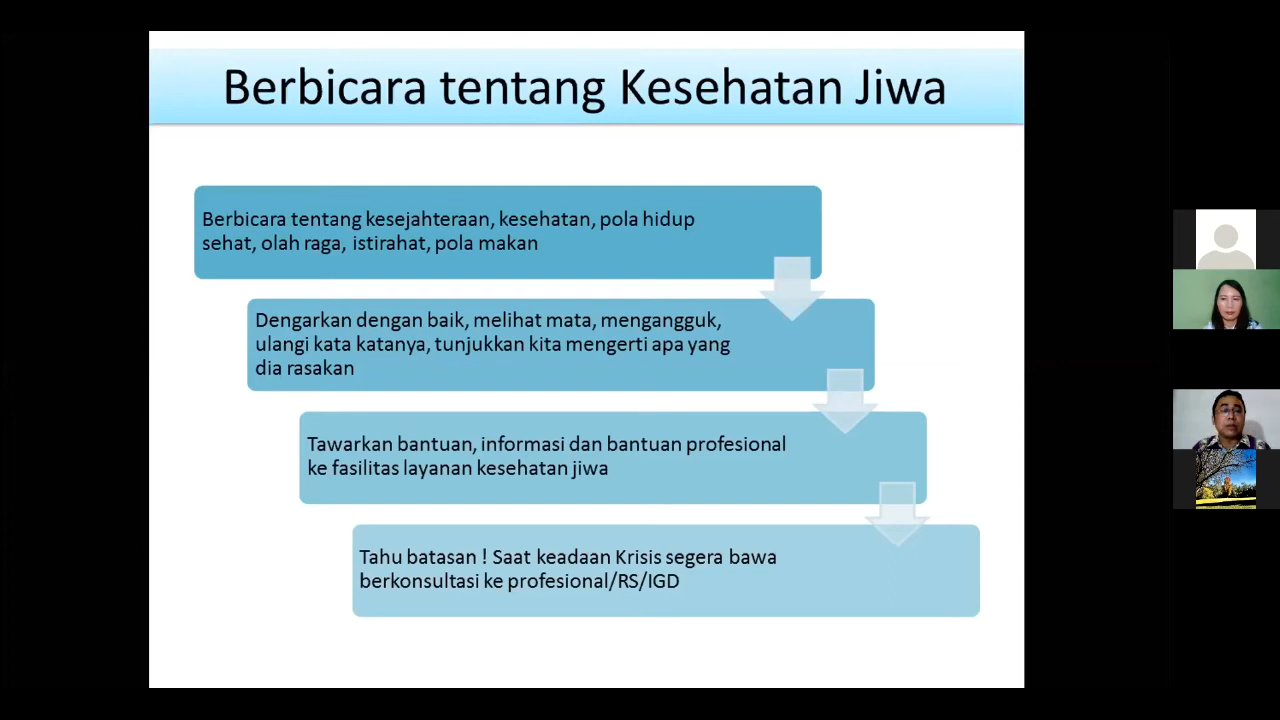 Berbicara tentang Kesehatan Jiwa
Berbicara tentang kesejahteraan, kesehatan, pola hidup
sehat, olah raga, istirahat, pola makan
Dengarkan dengan baik, melihat mata, mengangguk,
ulangi kata katanya, tunjukkan kita mengerti apa yang
dia rasakan
Tawarkan bantuan, informasi dan bantuan profesional
ke fasilitas layanan kesehatan jiwa
Tahu batasan ! Saat keadaan Krisis segera bawa
berkonsultasi ke profesional/RS/IGD